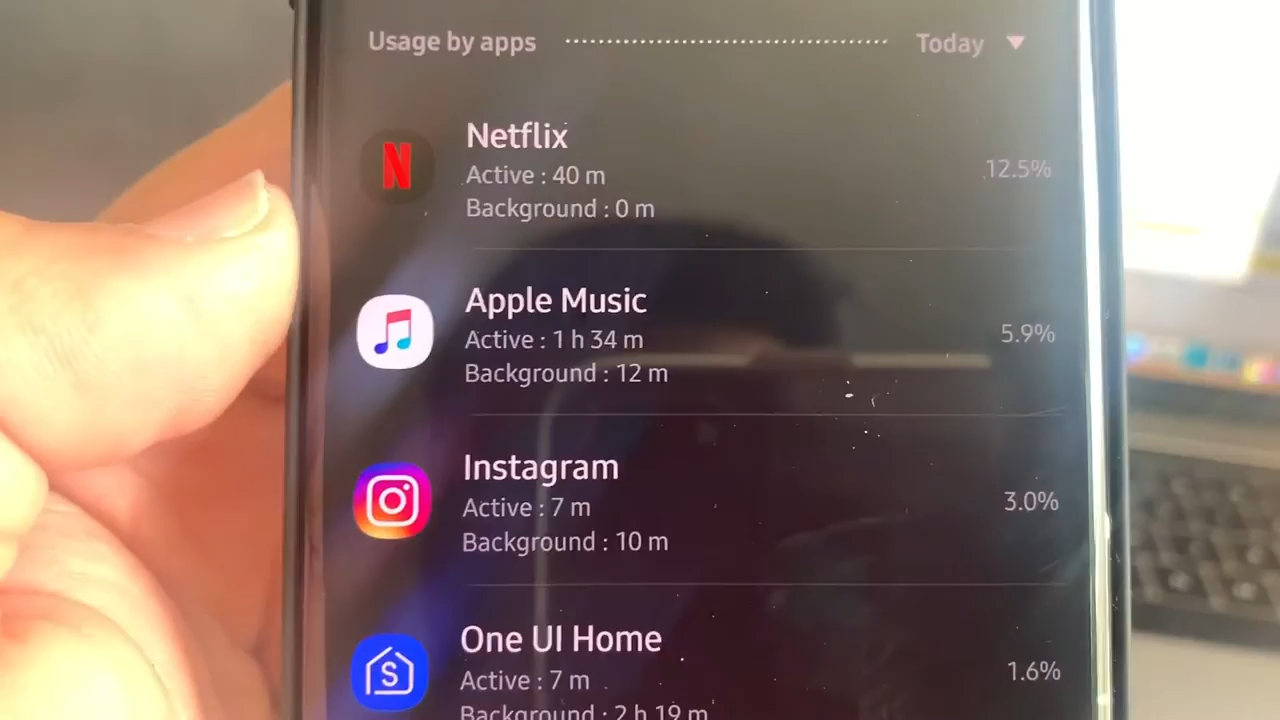 Usage by apps Today
Netflix
Active : 40 m
Background : 0 m
12.5%
Apple Music
Active : 1 h 34 m
Background : 12 m
5.9%
Instagram
Active : 7 m
Background : 10 m
3.0%
One UI Home
Active : 7 m
Background : 2 h 19 m
1.6%